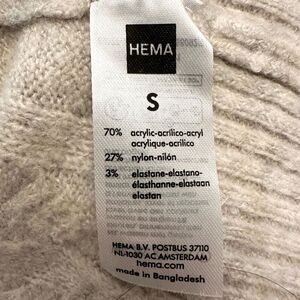 HEMA
S
70% acrylic-acrílico-acryl
acrylique-acrilico
27% nylon-nilón
3% elastane-elastano-
élasthanne-elastaan
elastan
HEMA B.V. POSTBUS 37110
NL-1030 AC AMSTERDAM
hema.com
made in Bangladesh